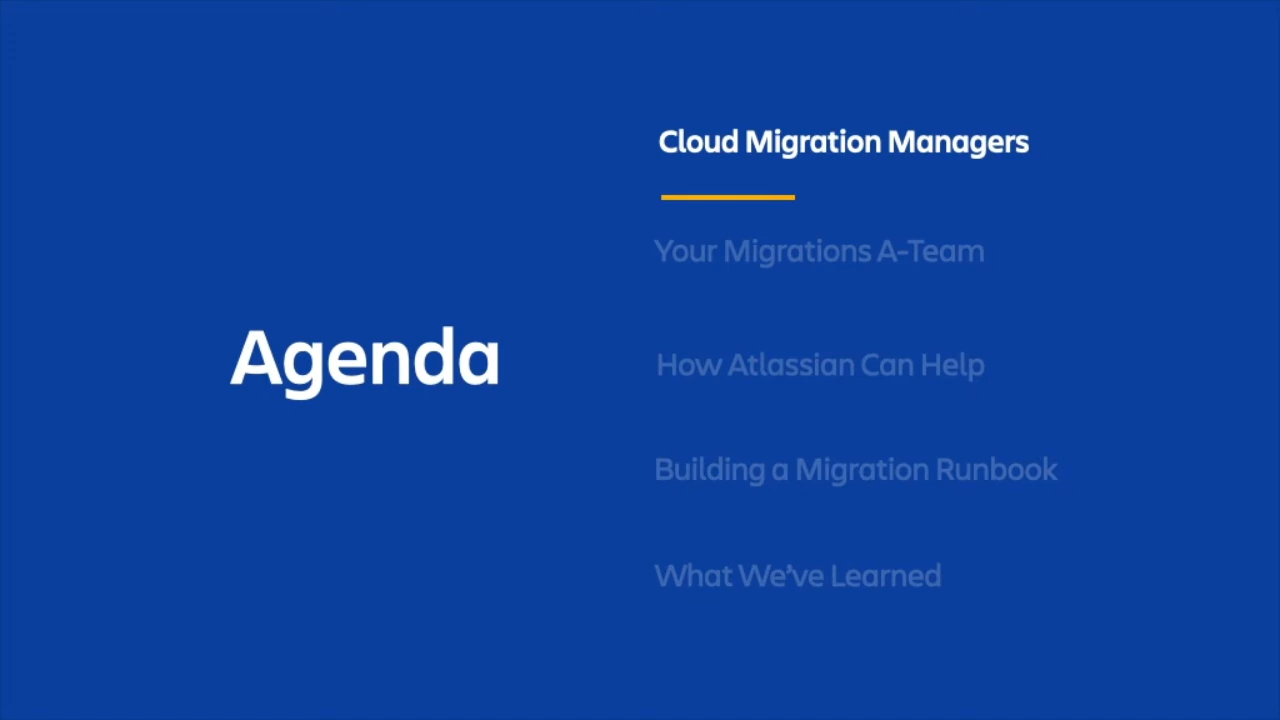 Agenda
Cloud Migration Managers
Your Migrations A-Team
How Atlassian Can Help
Building a Migration Runbook
What We've Learned